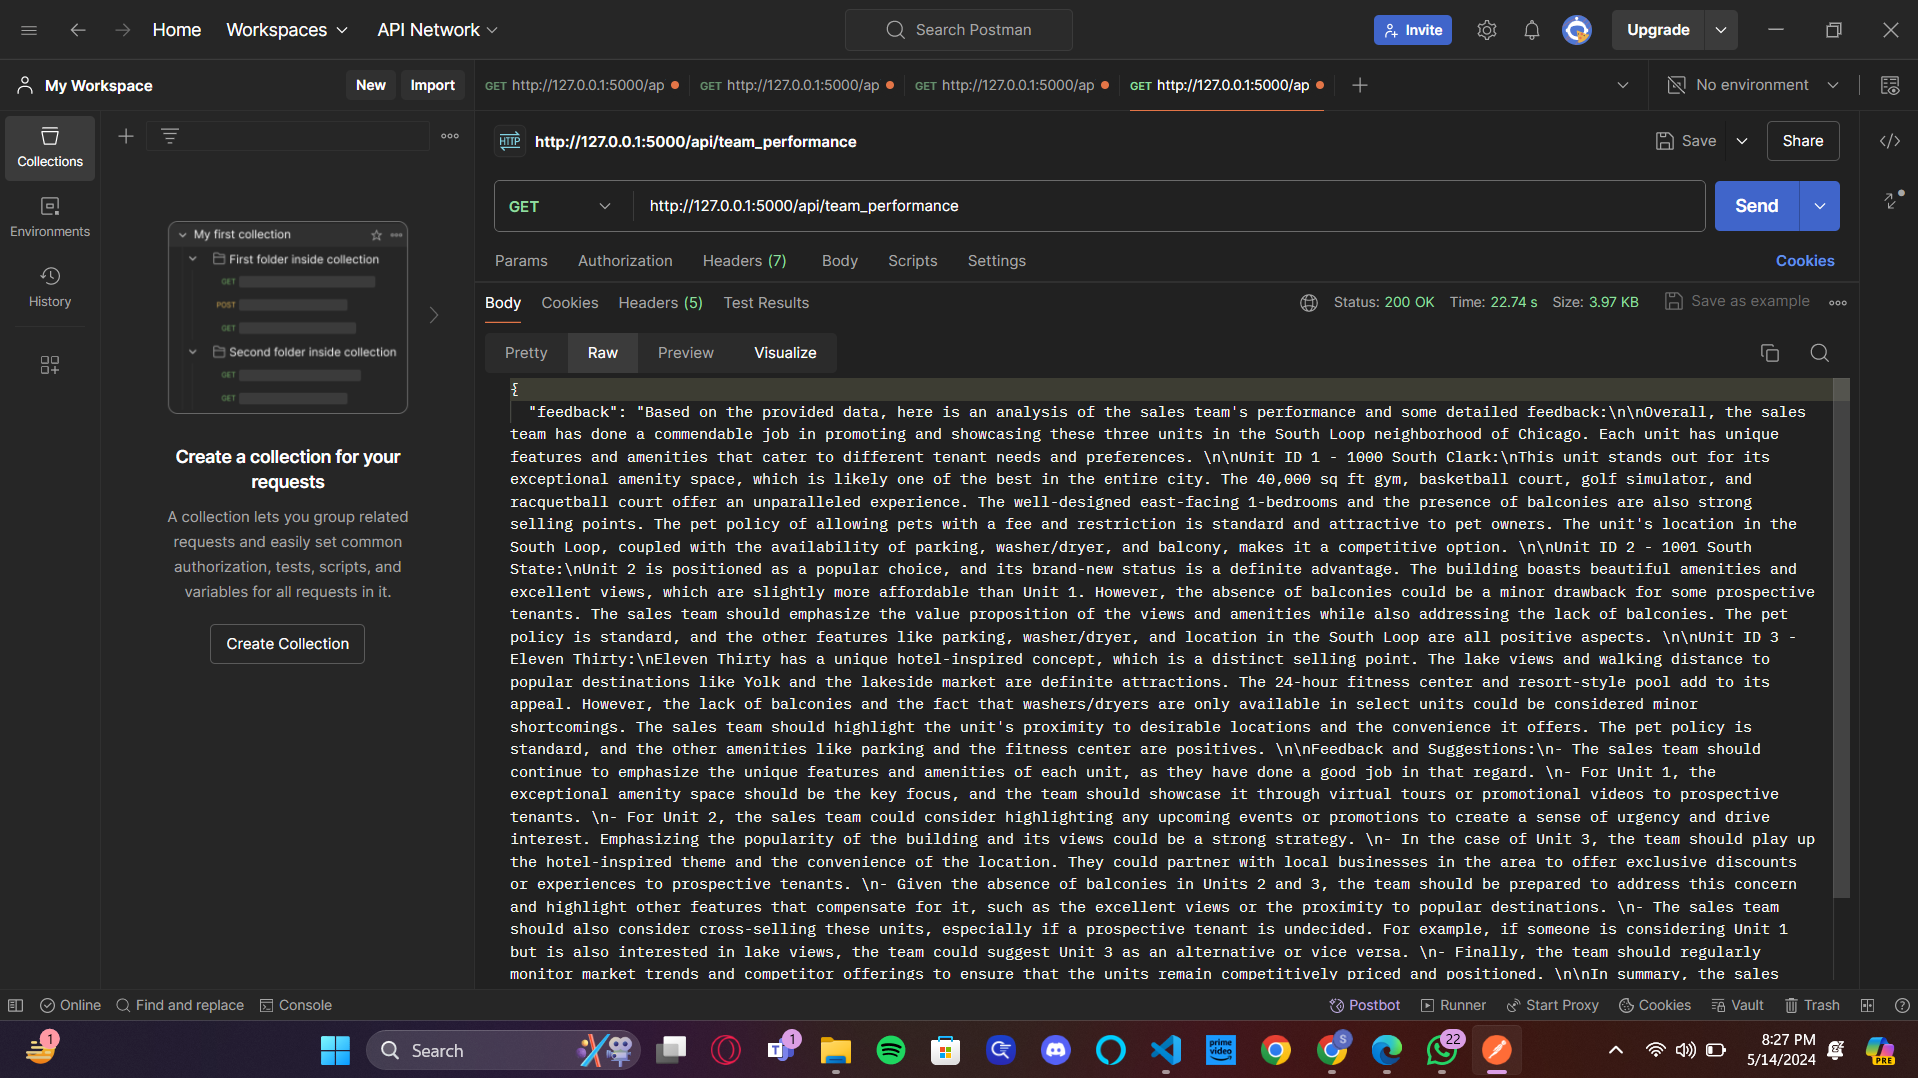 Home
Workspaces
API Network
Search Postman
Invite
Upgrade
My Workspace
New
Import
GET http://127.0.0.1:5000/ap
GET http://127.0.0.1:5000/ap
GET http://127.0.0.1:5000/ap
GET http://127.0.0.1:5000/ap
No environment
Collections
Environments
History
My first collection
First folder inside collection
GET
POST
GET
Second folder inside collection
GET
GET
Create a collection for your
requests
A collection lets you group related
requests and easily set common
authorization, tests, scripts, and
variables for all requests in it.
Create Collection
HTTP
http://127.0.0.1:5000/api/team_performance
Save
Share
GET
http://127.0.0.1:5000/api/team_performance
Send
Params
Authorization
Headers (7)
Body
Scripts
Settings
Cookies
Body
Cookies
Headers (5)
Test Results
Status: 200 OK
Time: 22.74 s
Size: 3.97 KB
Save as example
Pretty
Raw
Preview
Visualize
{
"feedback": "Based on the provided data, here is an analysis of the sales team's performance and some detailed feedback:\n\nOverall, the sales
team has done a commendable job in promoting and showcasing these three units in the South Loop neighborhood of Chicago. Each unit has unique
features and amenities that cater to different tenant needs and preferences. \n\nUnit ID 1 - 1000 South Clark:\nThis unit stands out for its
exceptional amenity space, which is likely one of the best in the entire city. The 40,000 sq ft gym, basketball court, golf simulator, and
racquetball court offer an unparalleled experience. The well-designed east-facing 1-bedrooms and the presence of balconies are also strong
selling points. The pet policy of allowing pets with a fee and restriction is standard and attractive to pet owners. The unit's location in the
South Loop, coupled with the availability of parking, washer/dryer, and balcony, makes it a competitive option. \n\nUnit ID 2 - 1001 South
State:\nUnit 2 is positioned as a popular choice, and its brand-new status is a definite advantage. The building boasts beautiful amenities and
excellent views, which are slightly more affordable than Unit 1. However, the absence of balconies could be a minor drawback for some prospective
tenants. The sales team should emphasize the value proposition of the views and amenities while also addressing the lack of balconies. The pet
policy is standard, and the other features like parking, washer/dryer, and location in the South Loop are all positive aspects. \n\nUnit ID 3 -
Eleven Thirty:\nEleven Thirty has a unique hotel-inspired concept, which is a distinct selling point. The lake views and walking distance to
popular destinations like Yolk and the lakeside market are definite attractions. The 24-hour fitness center and resort-style pool add to its
appeal. However, the lack of balconies and the fact that washers/dryers are only available in select units could be considered minor
shortcomings. The sales team should highlight the unit's proximity to desirable locations and the convenience it offers. The pet policy is
standard, and the other amenities like parking and the fitness center are positives. \n\nFeedback and Suggestions:\n- The sales team should
continue to emphasize the unique features and amenities of each unit, as they have done a good job in that regard. \n- For Unit 1, the
exceptional amenity space should be the key focus, and the team should showcase it through virtual tours or promotional videos to prospective
tenants. \n- For Unit 2, the sales team could consider highlighting any upcoming events or promotions to create a sense of urgency and drive
interest. Emphasizing the popularity of the building and its views could be a strong strategy. \n- In the case of Unit 3, the team should play up
the hotel-inspired theme and the convenience of the location. They could partner with local businesses in the area to offer exclusive discounts
or experiences to prospective tenants. \n- Given the absence of balconies in Units 2 and 3, the team should be prepared to address this concern
and highlight other features that compensate for it, such as the excellent views or the proximity to popular destinations. \n- The sales team
should also consider cross-selling these units, especially if a prospective tenant is undecided. For example, if someone is considering Unit 1
but is also interested in lake views, the team could suggest Unit 3 as an alternative or vice versa. \n- Finally, the team should regularly
monitor market trends and competitor offerings to ensure that the units remain competitively priced and positioned. \n\nIn summary, the sales
Online
Find and replace
Console
Postbot
Runner
Start Proxy
Cookies
Vault
Trash
1
Search
1
prime video
S
22
8:27 PM
5/14/2024
PRE